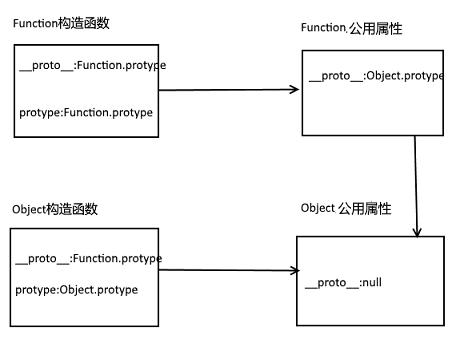 Function构造函数
__proto__:Function.protype
protype:Function.protype
Function.公用属性
__proto__:Object.protype
Object构造函数
__proto__:Function.protype
protype:Object.protype
Object 公用属性
__proto__:null